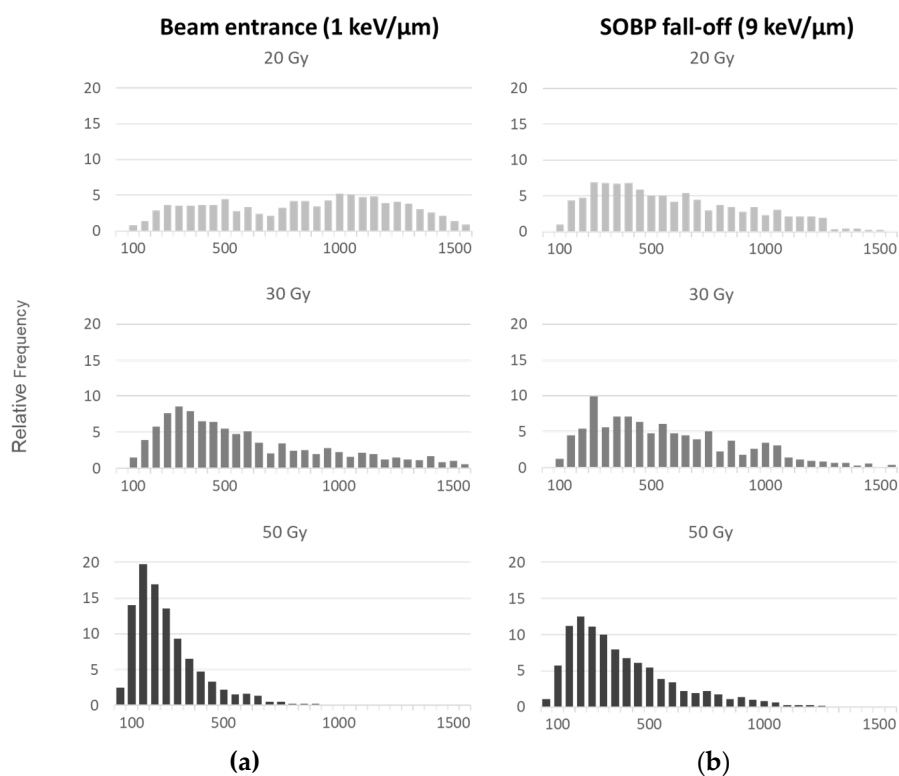 Beam entrance (1 keV/μm)
SOBP fall-off (9 keV/μm)
20 Gy
20
15
10
5
0
100 500 1000 1500
20 Gy
20
15
10
5
0
100 500 1000 1500
Relative Frequency
30 Gy
20
15
10
5
0
100 500 1000 1500
30 Gy
20
15
10
5
0
100 500 1000 1500
50 Gy
20
15
10
5
0
100 500 1000 1500
50 Gy
20
15
10
5
0
100 500 1000 1500
(a)
(b)